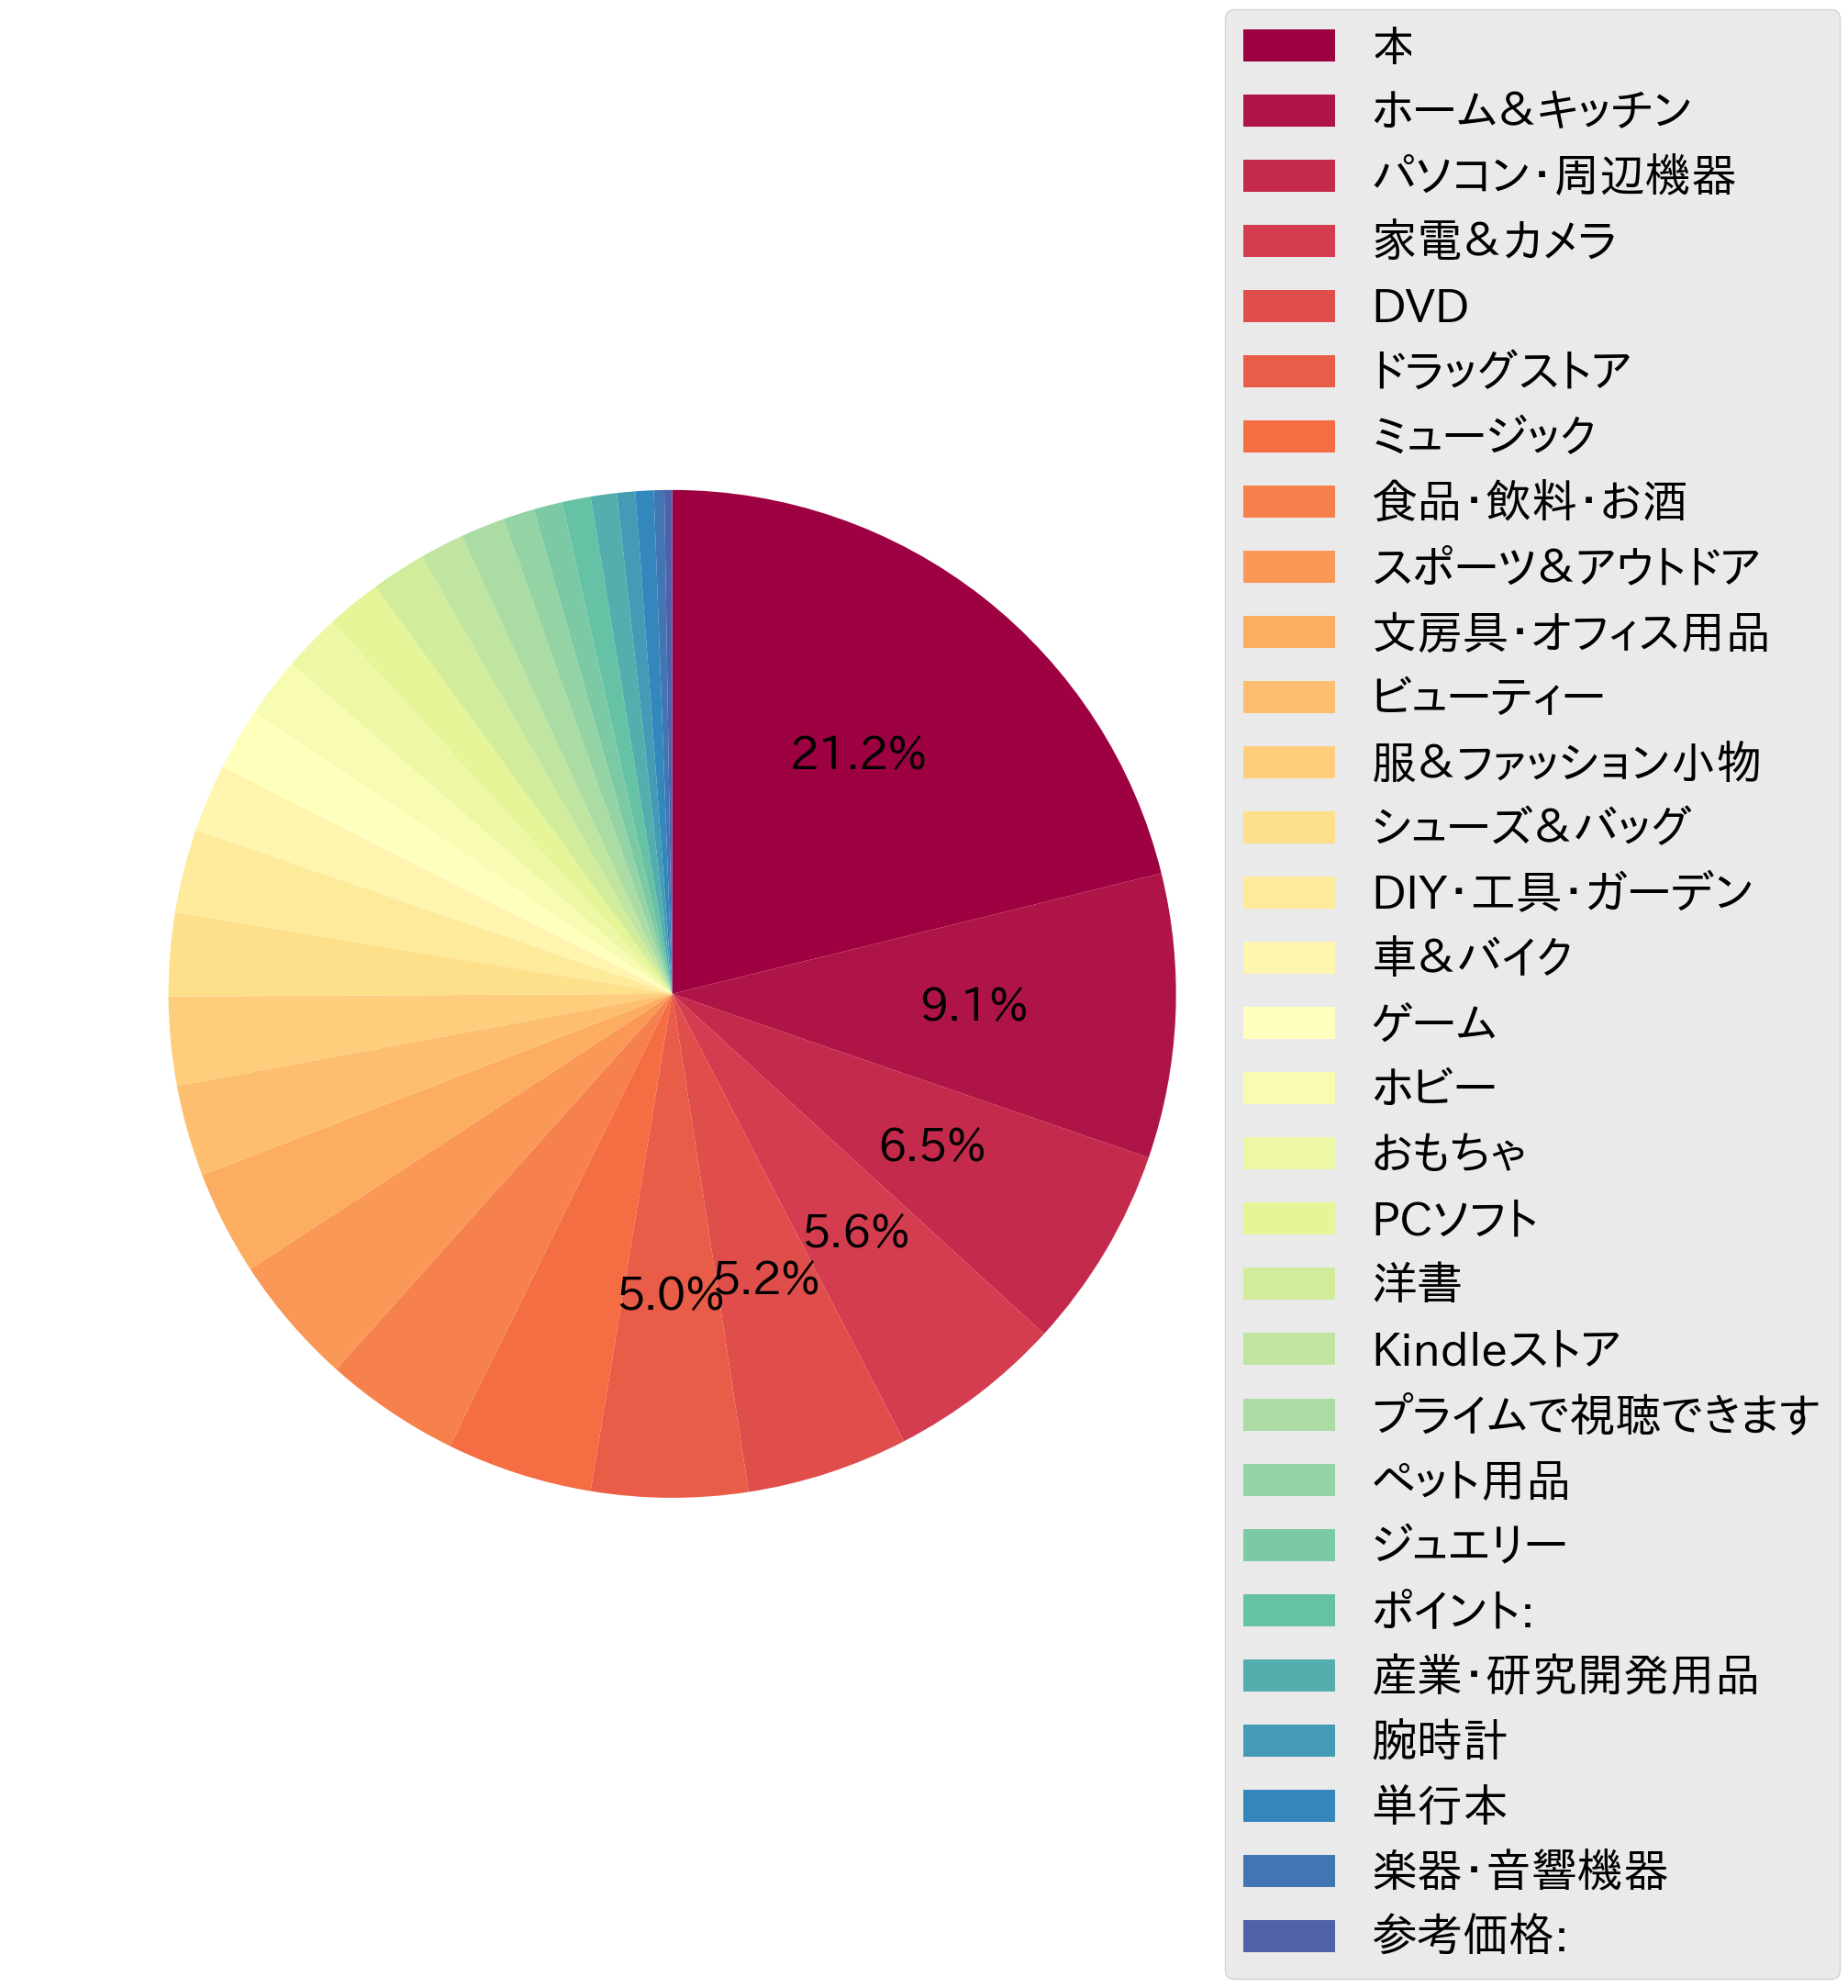 21.2%
9.1%
6.5%
5.6%
5.2%
5.0%
本
ホーム&キッチン
パソコン・周辺機器
家電&カメラ
DVD
ドラッグストア
ミュージック
食品・飲料・お酒
スポーツ&アウトドア
文房具・オフィス用品
ビューティー
服&ファッション小物
シューズ&バッグ
DIY・工具・ガーデン
車&バイク
ゲーム
ホビー
おもちゃ
PCソフト
洋書
Kindleストア
プライムで視聴できます
ペット用品
ジュエリー
ポイント:
産業・研究開発用品
腕時計
単行本
楽器・音響機器
参考価格: